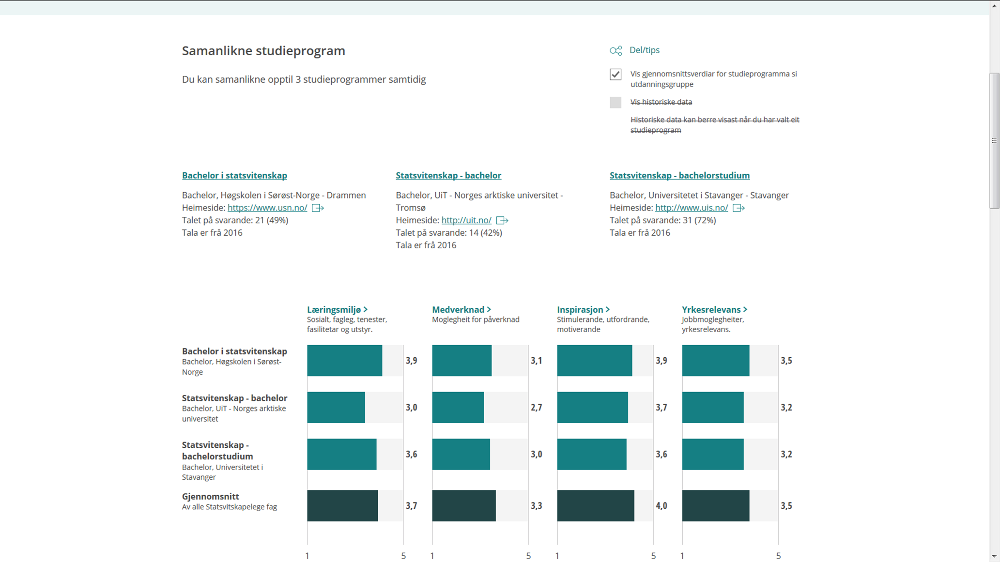 Samanlikne studieprogram
Du kan samanlikne opptil 3 studieprogrammer samtidig
Del/tips
Vis gjennomsnittsverdiar for studieprogramma si
utdanningsgruppe
Vis historiske data
Historiske data kan berre visast når du har valt eit
studieprogram
Bachelor i statsvitenskap
Bachelor, Høgskolen i Sørøst-Norge - Drammen
Heimeside: https://www.usn.no/
Talet på svarande: 21 (49%)
Tala er frå 2016
Statsvitenskap - bachelor
Bachelor, UiT - Norges arktiske universitet -
Tromsø
Heimeside: http://uit.no/
Talet på svarande: 14 (42%)
Tala er frå 2016
Statsvitenskap - bachelorstudium
Bachelor, Universitetet i Stavanger - Stavanger
Heimeside: http://www.uis.no/
Talet på svarande: 31 (72%)
Tala er frå 2016
Læringsmiljø >
Sosialt, fagleg, tenester,
fasilitetar og utstyr.
Medverknad >
Moglegheit for påverknad
Inspirasjon >
Stimulerande, utfordrande,
motiverande
Yrkesrelevans >
Jobbmoglegheiter,
yrkesrelevans.
Bachelor i statsvitenskap
Bachelor, Høgskolen i Sørøst-
Norge
3,9 3,1 3,9 3,5
Statsvitenskap - bachelor
Bachelor, UiT - Norges arktiske
universitet
3,0 2,7 3,7 3,2
Statsvitenskap -
bachelorstudium
Bachelor, Universitetet i
Stavanger
3,6 3,0 3,6 3,2
Gjennomsnitt
Av alle Statsvitskapelege fag
3,7 3,3 4,0 3,5
1 5 1 5 1 5 1 5